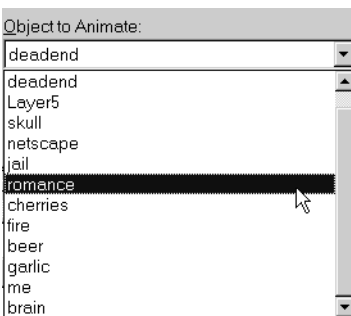 Object to Animate:
deadend
deadend
Layer5
skull
netscape
jail
romance
cherries
fire
beer
garlic
me
brain